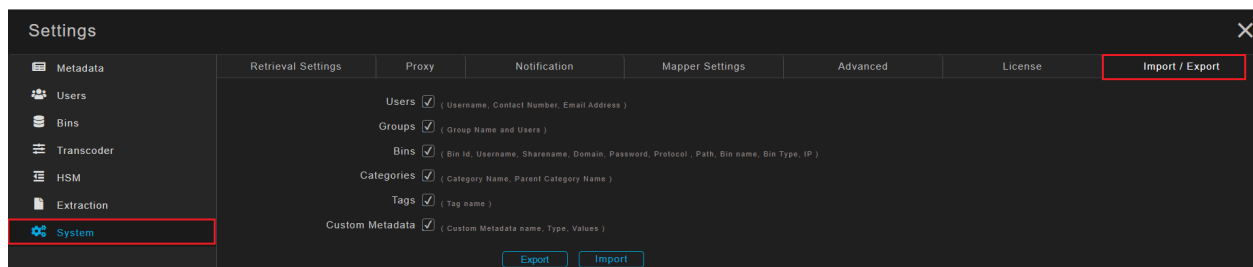 Settings
Metadata
Users
Bins
Transcoder
HSM
Extraction
System
Retrieval Settings Proxy Notification Mapper Settings Advanced License Import / Export
Users ( Username, Contact Number, Email Address )
Groups ( Group Name and Users )
Bins ( Bin Id, Username, Sharename, Domain, Password, Protocol , Path, Bin name, Bin Type, IP )
Categories ( Category Name, Parent Category Name )
Tags ( Tag name )
Custom Metadata ( Custom Metadata name, Type, Values )
Export Import